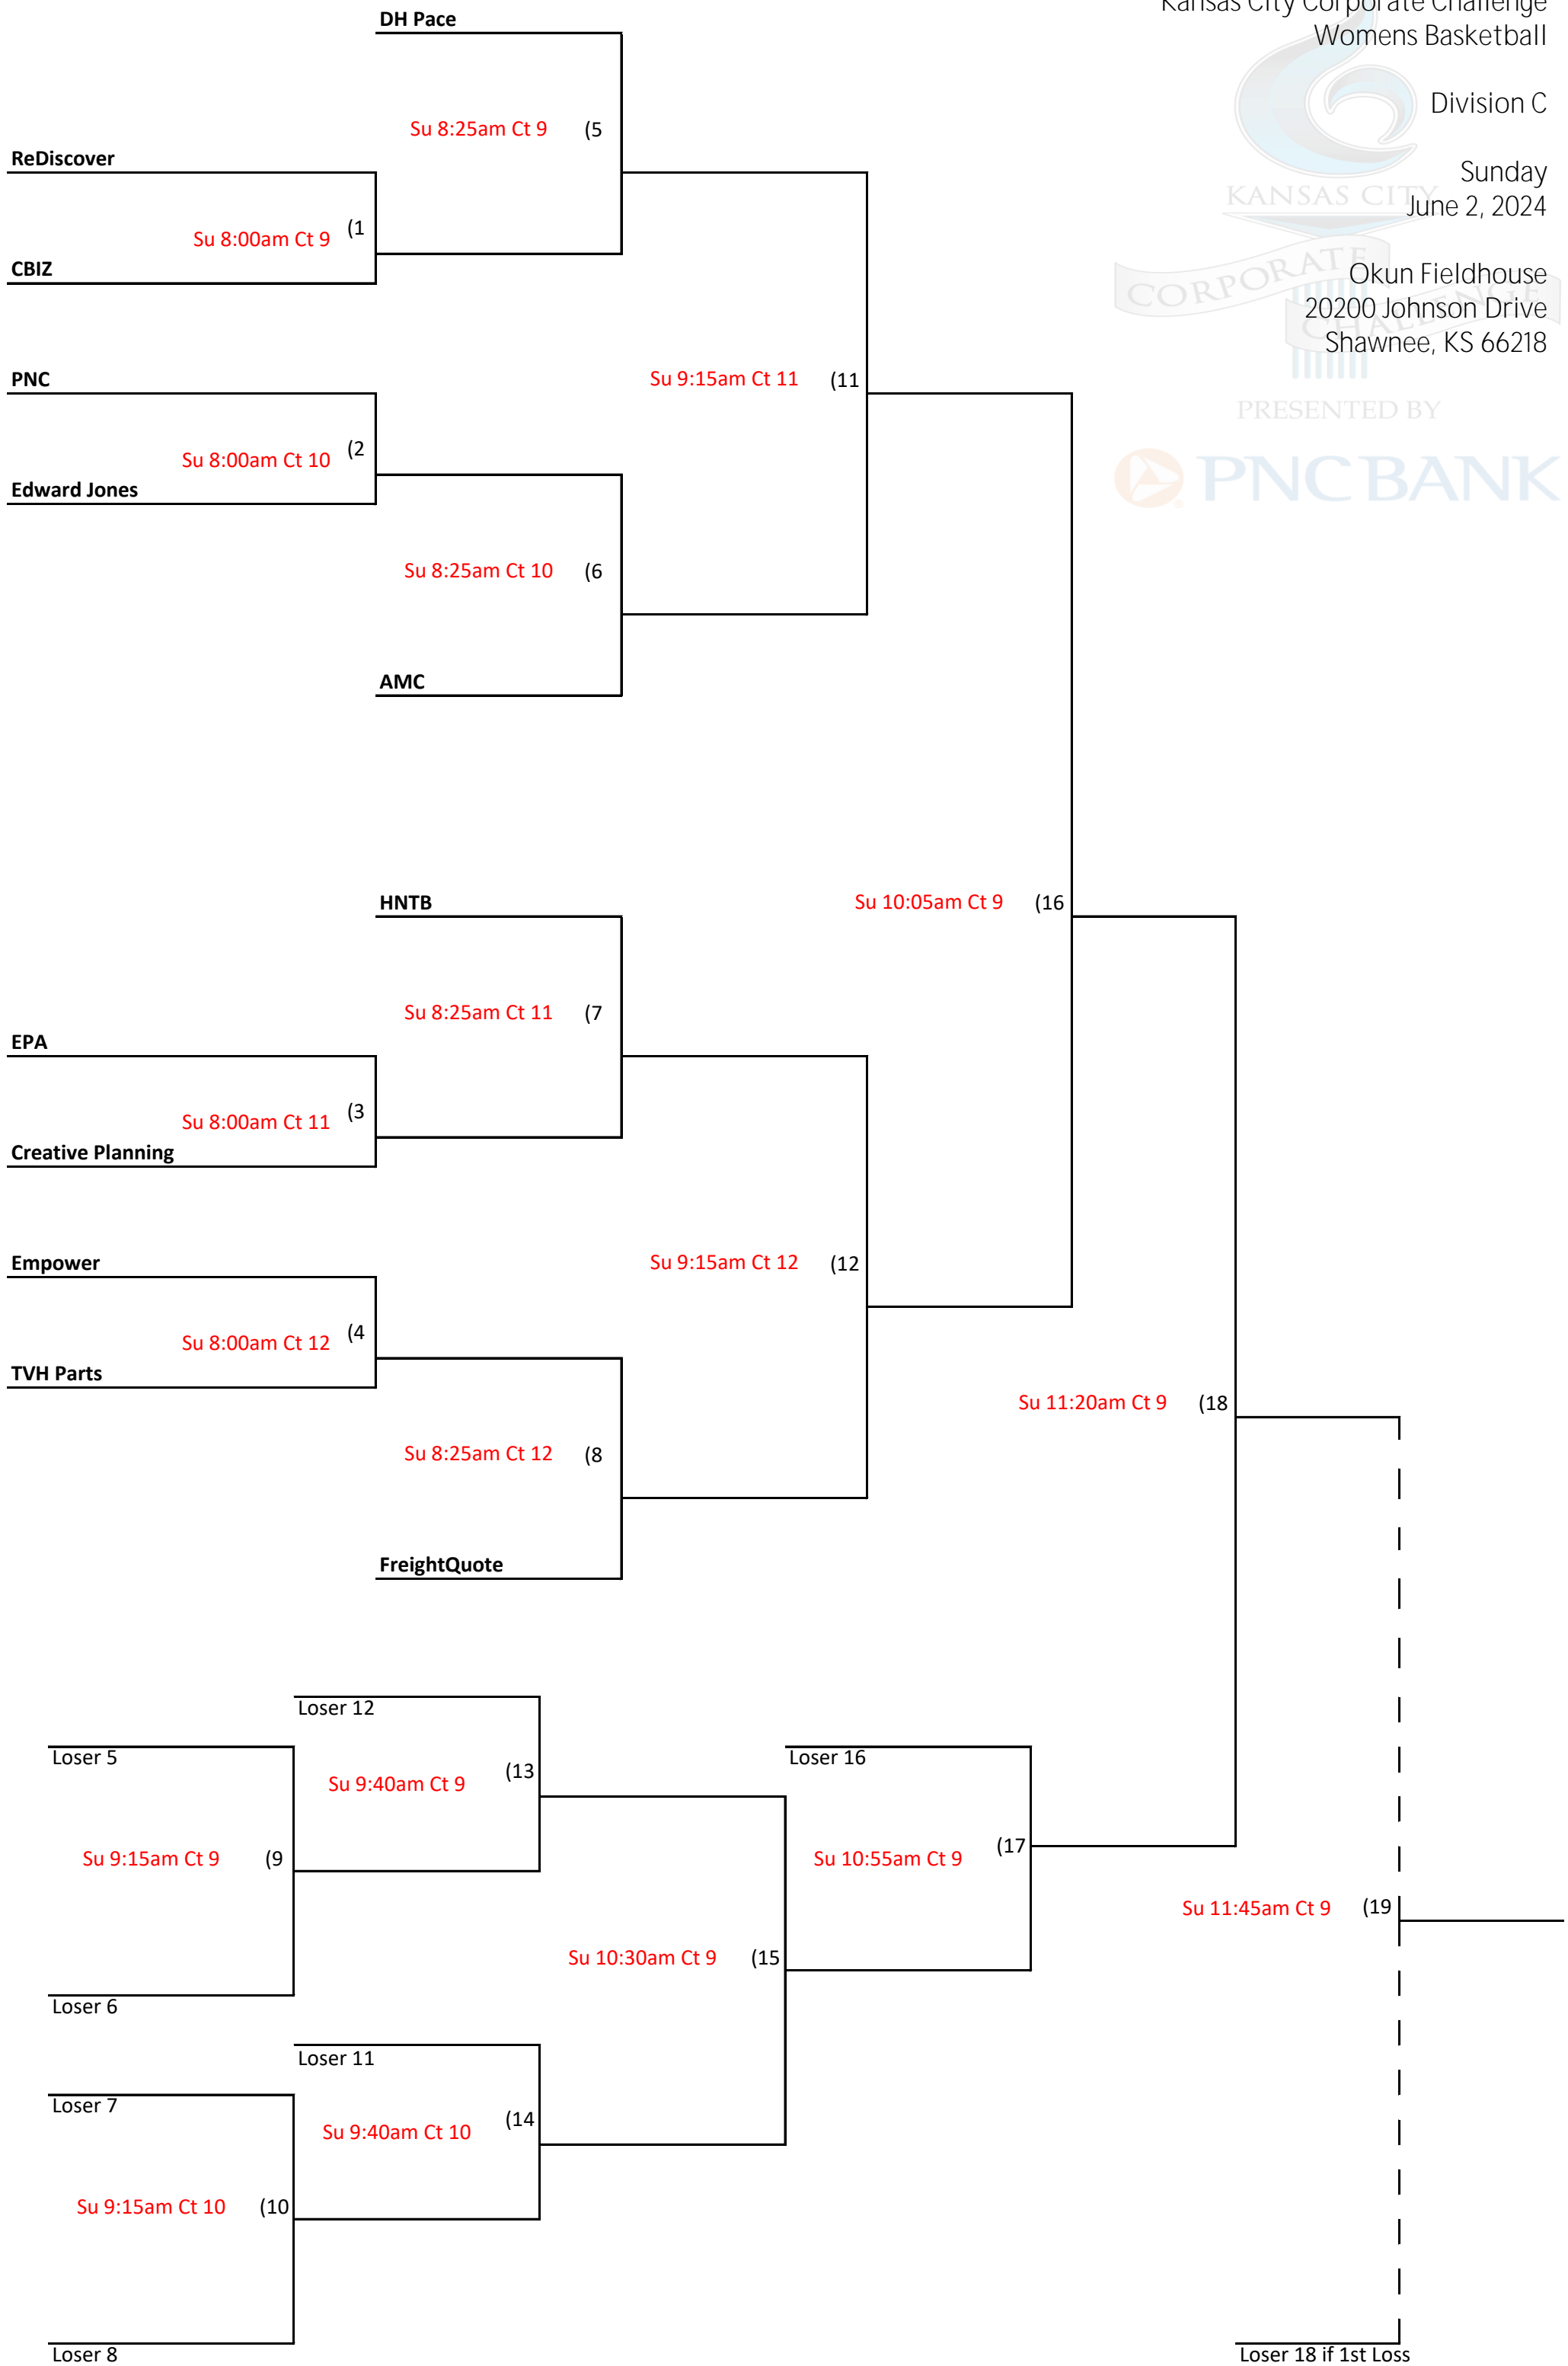 Kansas City Corporate Challenge
Womens Basketball
Division C
Sunday
June 2, 2024
Okun Fieldhouse
20200 Johnson Drive
Shawnee, KS 66218
KANSAS CITY
CORPORATE
CHALLENGE
PRESENTED BY
PNC BANK
DH Pace
Su 8:25am Ct 9 (5
ReDiscover
Su 8:00am Ct 9 (1
CBIZ
PNC
Su 9:15am Ct 11 (11
Su 8:00am Ct 10 (2
Edward Jones
Su 8:25am Ct 10 (6
AMC
HNTB
Su 10:05am Ct 9 (16
Su 8:25am Ct 11 (7
EPA
Su 8:00am Ct 11 (3
Creative Planning
Empower
Su 9:15am Ct 12 (12
Su 8:00am Ct 12 (4
TVH Parts
Su 11:20am Ct 9 (18
Su 8:25am Ct 12 (8
FreightQuote
Loser 12
Loser 5
Loser 16
Su 9:40am Ct 9 (13
Su 9:15am Ct 9 (9
Su 10:55am Ct 9 (17
Su 11:45am Ct 9 (19
Su 10:30am Ct 9 (15
Loser 6
Loser 11
Loser 7
Su 9:40am Ct 10 (14
Su 9:15am Ct 10 (10
Loser 8
Loser 18 if 1st Loss